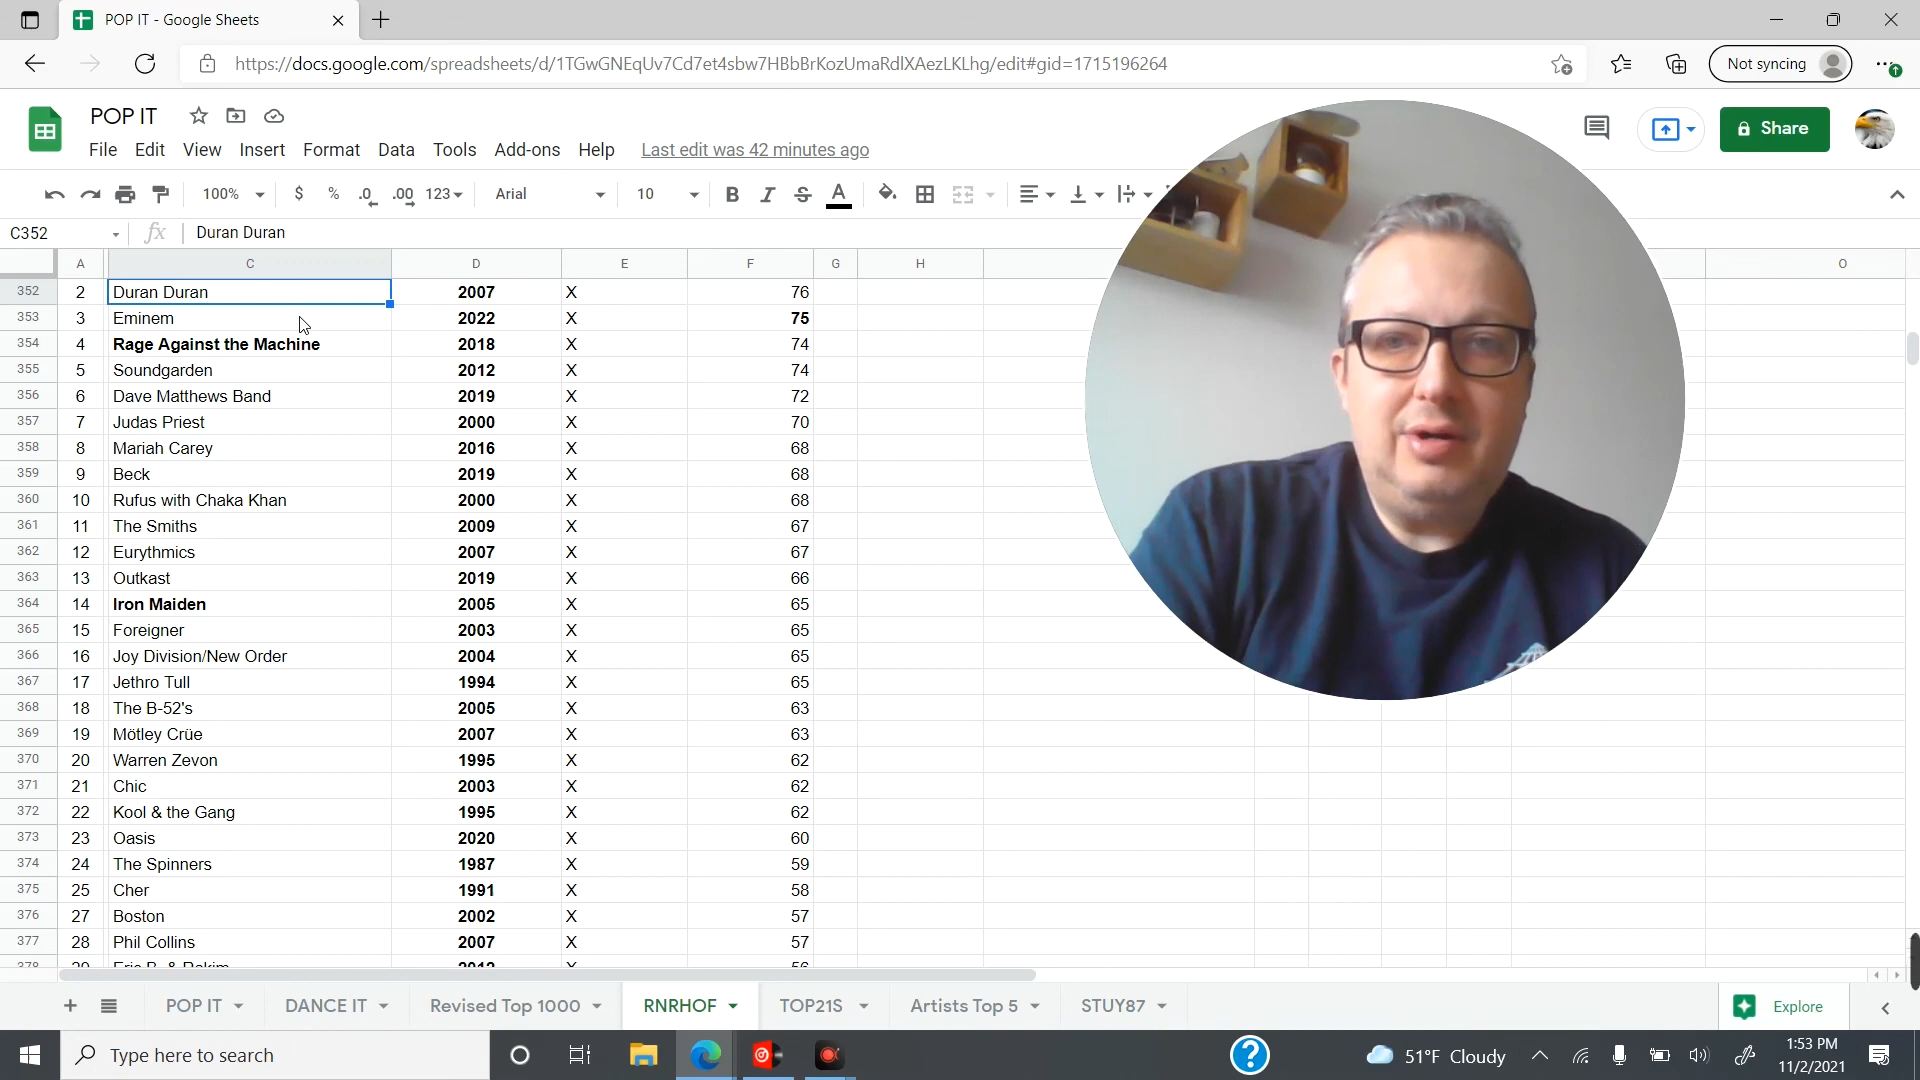 POP IT - Google Sheets
https://docs.google.com/spreadsheets/d/1TGwGNEqUv7Cd7et4sbw7HBbBrKozUmaRdlXAezLKLhg/edit#gid=1715196264
Not syncing
POP IT
File Edit View Insert Format Data Tools Add-ons Help Last edit was 42 minutes ago
Share
100% $ % .0 .00 123 Arial 10 B I S A
C352 fx Duran Duran
A C D E F G H O
352 2 Duran Duran 2007 X 76
353 3 Eminem 2022 X 75
354 4 Rage Against the Machine 2018 X 74
355 5 Soundgarden 2012 X 74
356 6 Dave Matthews Band 2019 X 72
357 7 Judas Priest 2000 X 70
358 8 Mariah Carey 2016 X 68
359 9 Beck 2019 X 68
360 10 Rufus with Chaka Khan 2000 X 68
361 11 The Smiths 2009 X 67
362 12 Eurythmics 2007 X 67
363 13 Outkast 2019 X 66
364 14 Iron Maiden 2005 X 65
365 15 Foreigner 2003 X 65
366 16 Joy Division/New Order 2004 X 65
367 17 Jethro Tull 1994 X 65
368 18 The B-52's 2005 X 63
369 19 Mötley Crüe 2007 X 63
370 20 Warren Zevon 1995 X 62
371 21 Chic 2003 X 62
372 22 Kool & the Gang 1995 X 62
373 23 Oasis 2020 X 60
374 24 The Spinners 1987 X 59
375 25 Cher 1991 X 58
376 27 Boston 2002 X 57
377 28 Phil Collins 2007 X 57
378 29 Eric B. & Rakim 2012 X 56
POP IT DANCE IT Revised Top 1000 RNRHOF TOP21S Artists Top 5 STUY87 Explore
Type here to search
51°F Cloudy
1:53 PM
11/2/2021